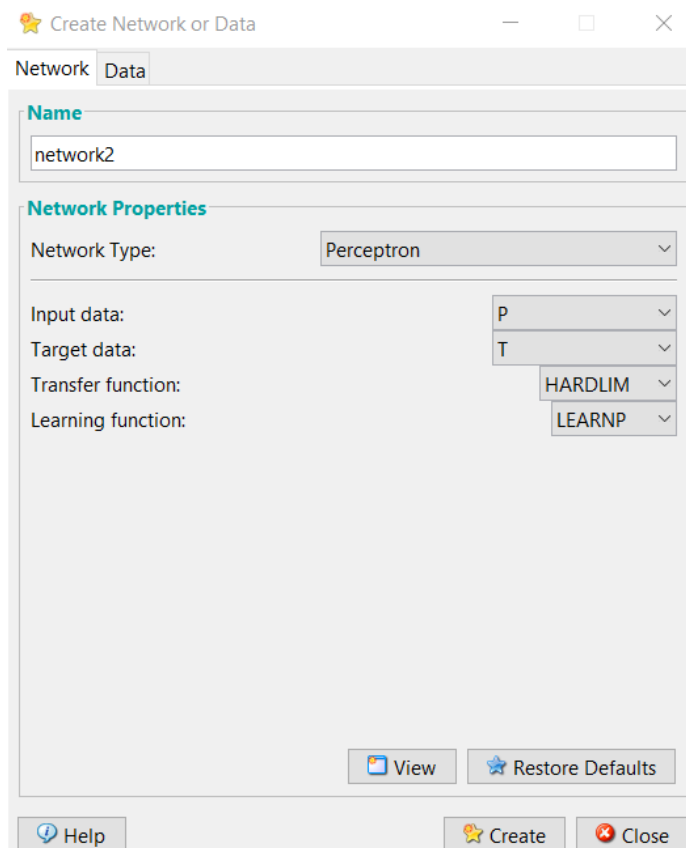 Create Network or Data
Network Data
Name
network2
Network Properties
Network Type: Perceptron
Input data: P
Target data: T
Transfer function: HARDLIM
Learning function: LEARNP
View Restore Defaults
Help Create Close